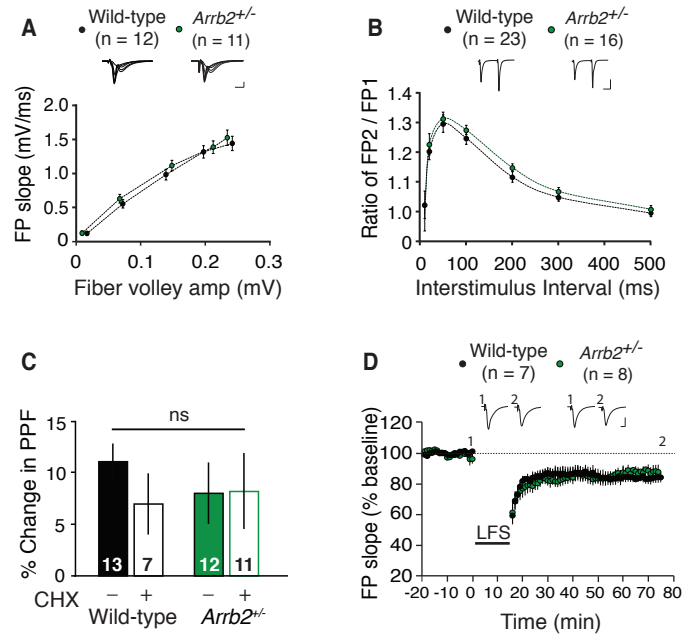 A
Wild-type
(n = 12)
Arrb2+/-
(n = 11)
FP slope (mV/ms)
2.0
1.5
1.0
0.5
0
0
0.1
0.2
0.3
Fiber volley amp (mV)
B
Wild-type
(n = 23)
Arrb2+/-
(n = 16)
Ratio of FP2 / FP1
1.4
1.3
1.2
1.1
1.0
0
100
200
300
400
500
Interstimulus Interval (ms)
C
ns
% Change in PPF
15
10
5
0
13
7
12
11
CHX
− + − +
Wild-type
Arrb2+/-
D
Wild-type
(n = 7)
Arrb2+/-
(n = 8)
1 2 1 2
FP slope (% baseline)
120
100
80
60
40
20
1
2
LFS
-20 -10 0 10 20 30 40 50 60 70 80
Time (min)